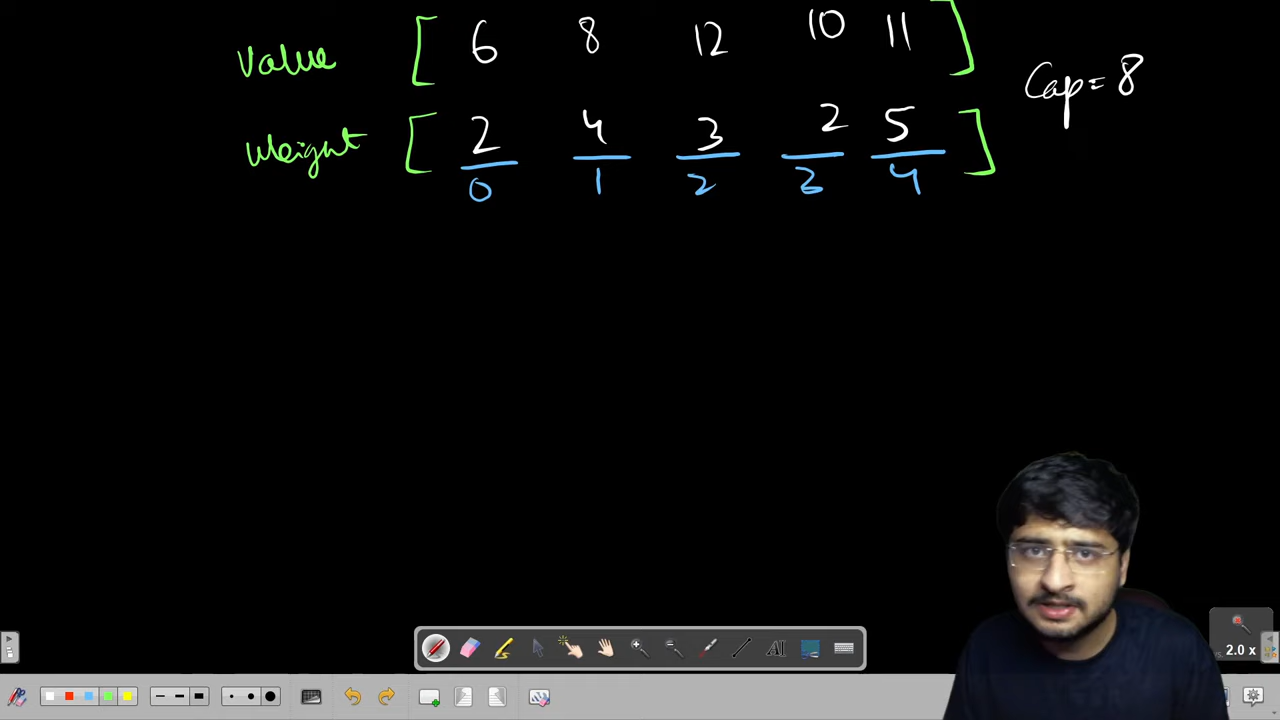 Value [ 6 8 12 10 11 ]
Cap = 8
Weight [ 2 4 3 2 5 ]
0 1 2 3 4
AI
2.0 x